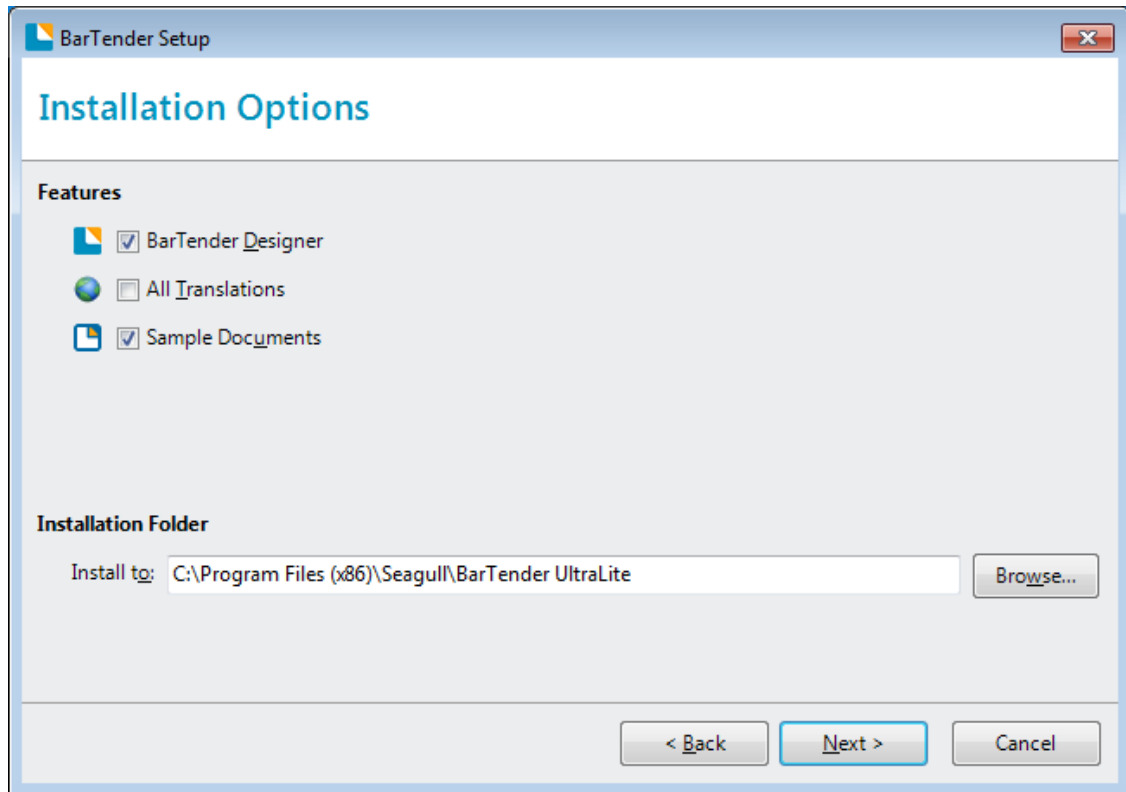 BarTender Setup
Installation Options
Features
BarTender Designer
All Translations
Sample Documents
Installation Folder
Install to: C:\Program Files (x86)\Seagull\BarTender UltraLite Browse...
< Back Next > Cancel